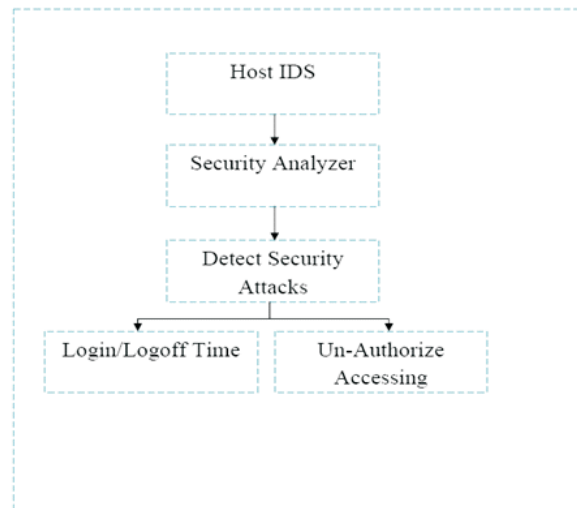 Host IDS
Security Analyzer
Detect Security
Attacks
Login/Logoff Time
Un-Authorize
Accessing